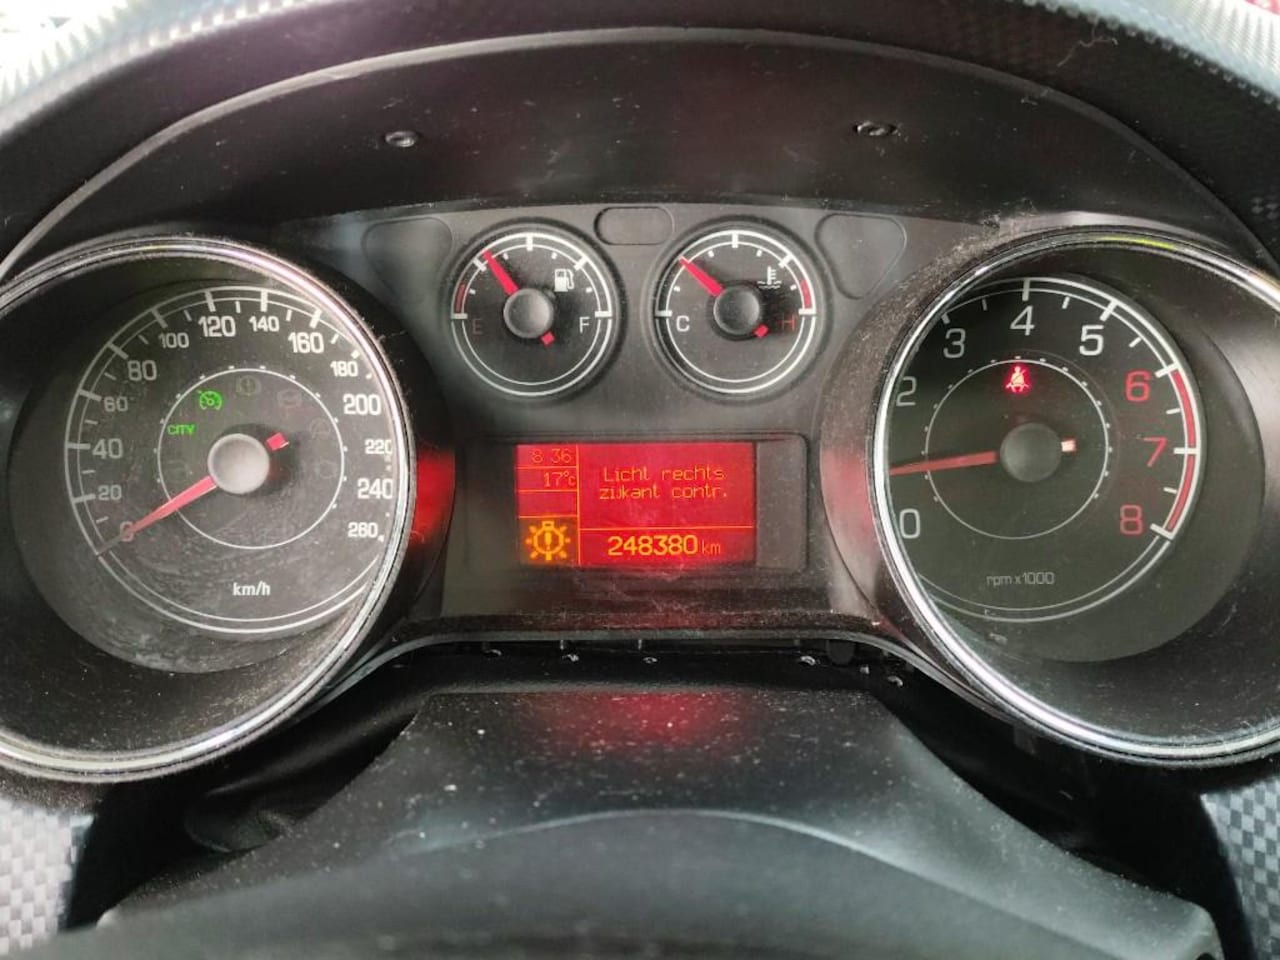 100
120
140
80
160
180
60
200
CITY
40
220
20
240
0
260
km/h
E
F
C
H
8:36
17°c
Licht rechts
zijkant contr.
248380 km
4
3
5
2
6
7
0
8
rpm x1000